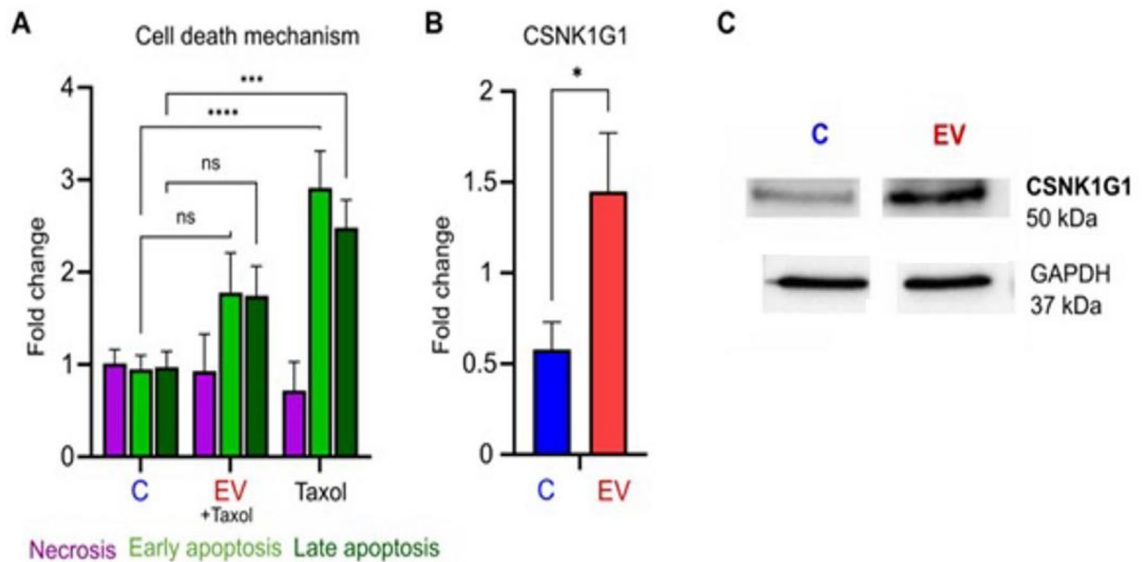 A
Cell death mechanism
Fold change
4
3
2
1
0
***
****
ns
ns
C
EV
+Taxol
Taxol
Necrosis Early apoptosis Late apoptosis
B
CSNK1G1
Fold change
2
1.5
1
0.5
0
*
C
EV
C
C EV
CSNK1G1
50 kDa
GAPDH
37 kDa